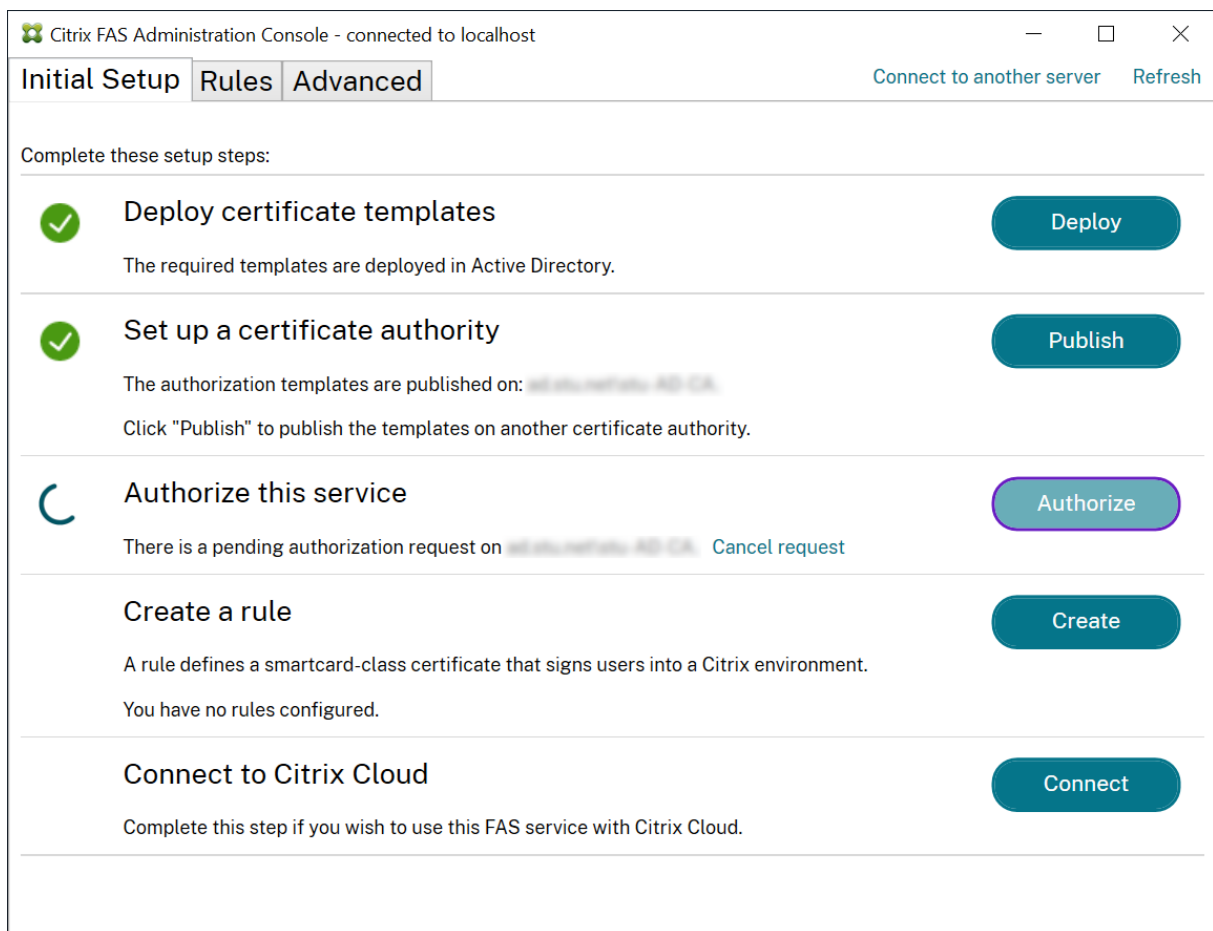 Citrix FAS Administration Console - connected to localhost
Initial Setup Rules Advanced Connect to another server Refresh
Complete these setup steps:
Deploy certificate templates
Deploy
The required templates are deployed in Active Directory.
Set up a certificate authority
Publish
The authorization templates are published on:
Click "Publish" to publish the templates on another certificate authority.
Authorize this service
Authorize
There is a pending authorization request on Cancel request
Create a rule
Create
A rule defines a smartcard-class certificate that signs users into a Citrix environment.
You have no rules configured.
Connect to Citrix Cloud
Connect
Complete this step if you wish to use this FAS service with Citrix Cloud.